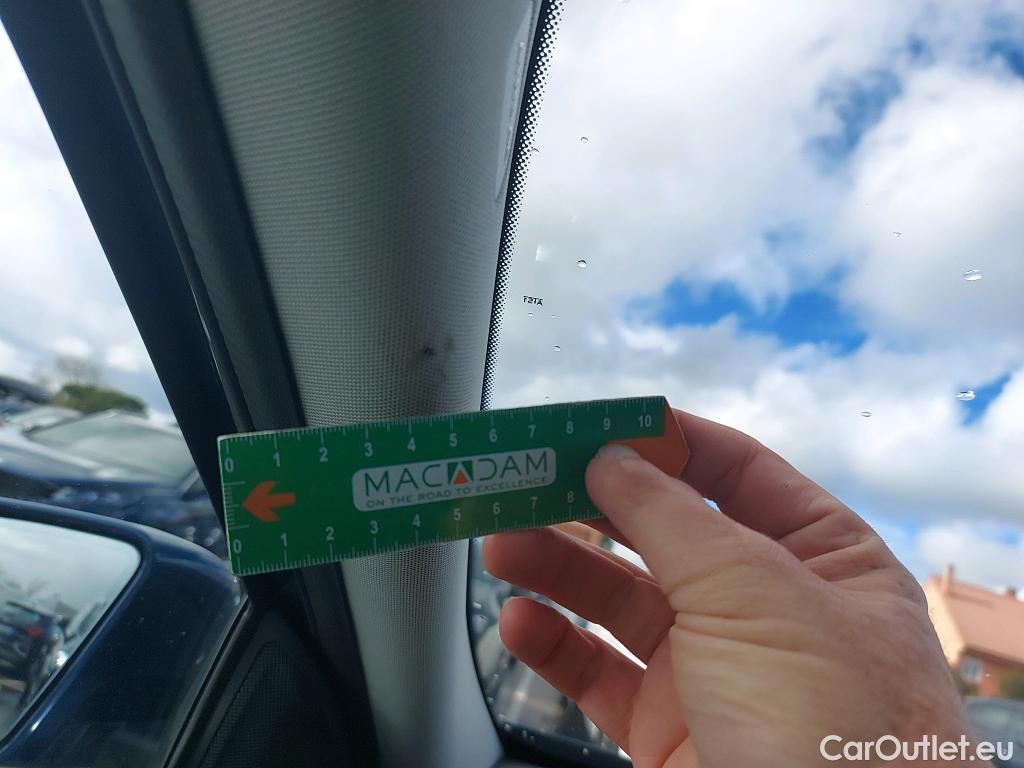 T21A
0 1 2 3 4 5 6 7 8 9 10
MACADAM
ON THE ROAD TO EXCELLENCE
0 1 2 3 4 5 6 7 8
CarOutlet.eu